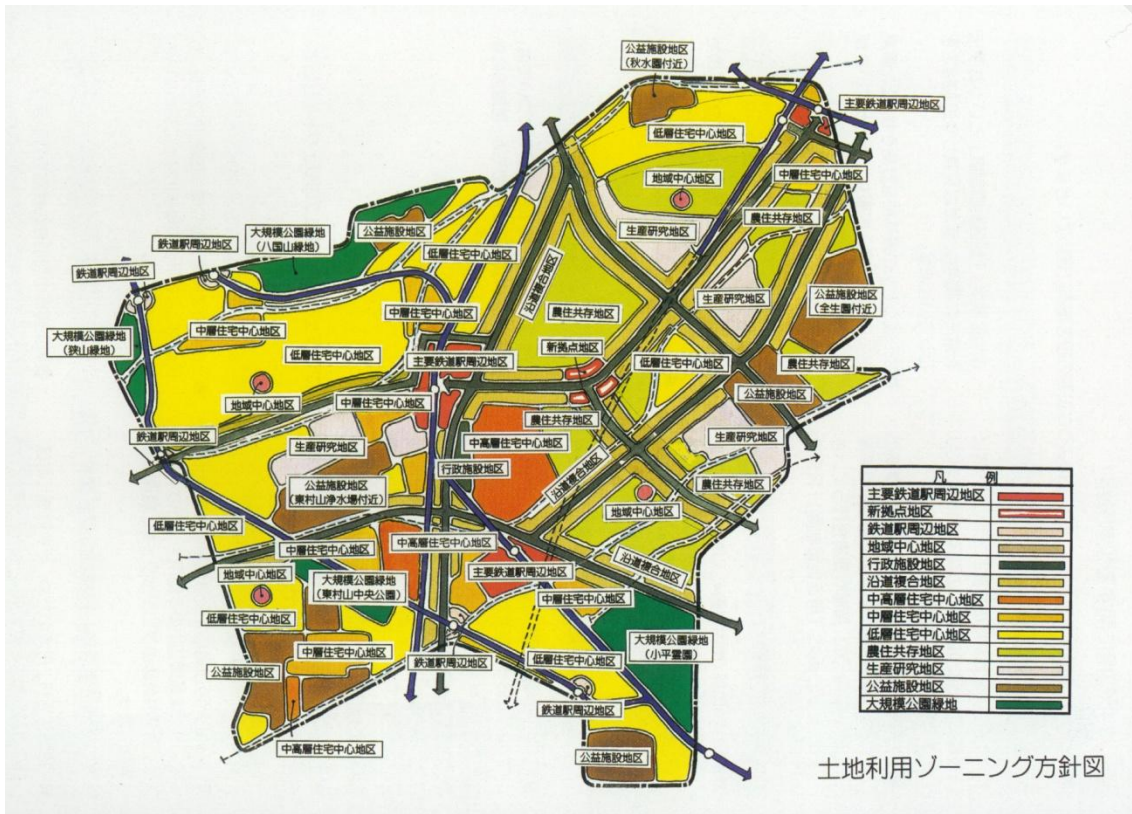 公益施設地区
(秋水園付近)
主要鉄道駅周辺地区
低層住宅中心地区
地域中心地区
中層住宅中心地区
農住共存地区
生産研究地区
大規模公園緑地
(八国山緑地)
公益施設地区
鉄道駅周辺地区
低層住宅中心地区
鉄道駅周辺地区
沿道複合地区
生産研究地区
公益施設地区
(全生園付近)
大規模公園緑地
(狭山緑地)
中層住宅中心地区
中層住宅中心地区
農住共存地区
低層住宅中心地区
主要鉄道駅周辺地区
新拠点地区
低層住宅中心地区
農住共存地区
地域中心地区
中層住宅中心地区
公益施設地区
農住共存地区
鉄道駅周辺地区
生産研究地区
中高層住宅中心地区
生産研究地区
行政施設地区
沿道複合地区
公益施設地区
(東村山浄水場付近)
農住共存地区
地域中心地区
低層住宅中心地区
中層住宅中心地区
中高層住宅中心地区
沿道複合地区
地域中心地区
大規模公園緑地
(東村山中央公園)
主要鉄道駅周辺地区
中層住宅中心地区
低層住宅中心地区
大規模公園緑地
(小平霊園)
中層住宅中心地区
鉄道駅周辺地区
低層住宅中心地区
公益施設地区
鉄道駅周辺地区
中高層住宅中心地区
公益施設地区
凡例
主要鉄道駅周辺地区
新拠点地区
鉄道駅周辺地区
地域中心地区
行政施設地区
沿道複合地区
中高層住宅中心地区
中層住宅中心地区
低層住宅中心地区
農住共存地区
生産研究地区
公益施設地区
大規模公園緑地
土地利用ゾーニング方針図